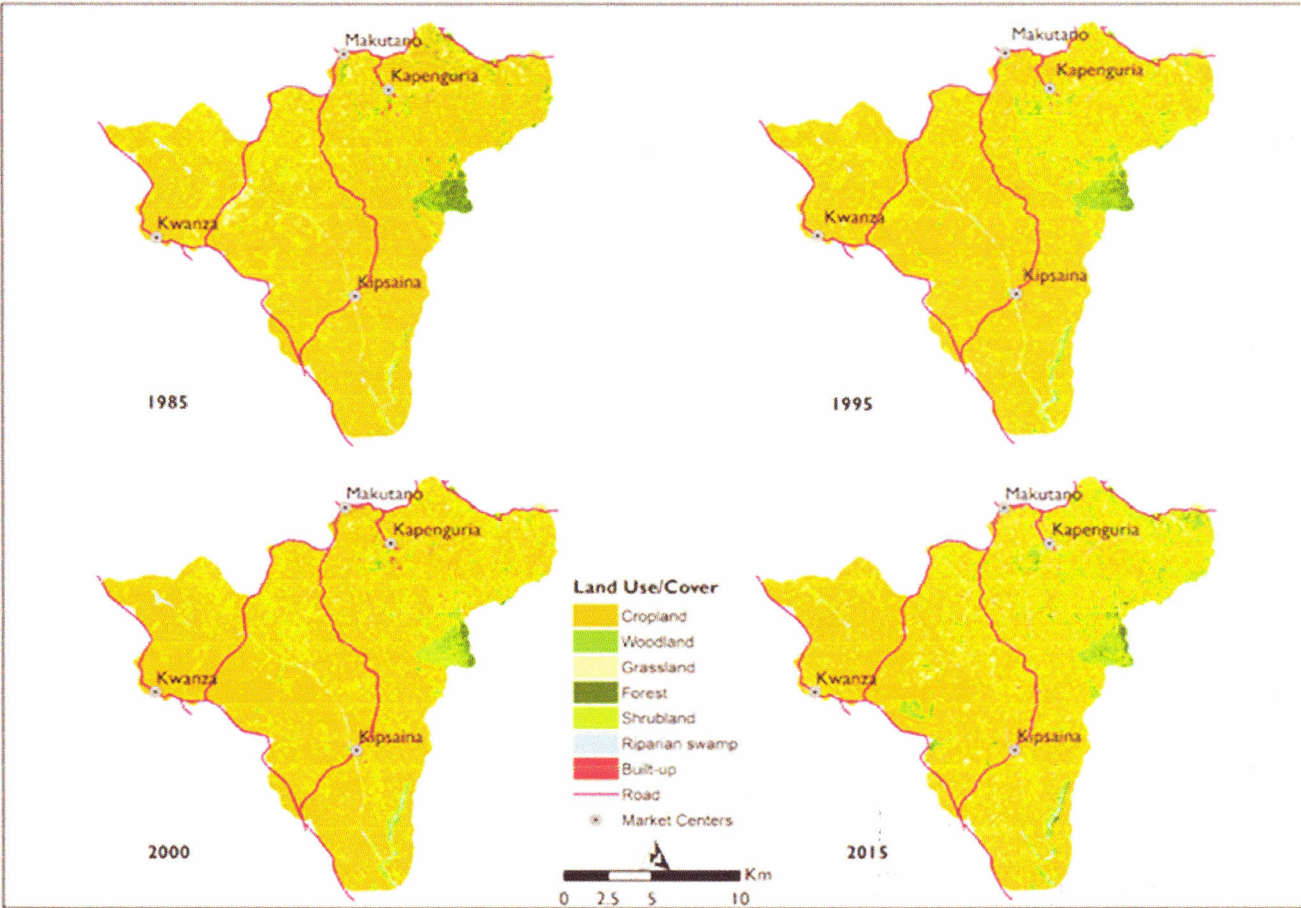 Makutano
Kapenguria
Kwanza
Kipsaina
1985
Makutano
Kapenguria
Kwanza
Kipsaina
1995
Makutano
Kapenguria
Kwanza
Kipsaina
2000
Land Use/Cover
Cropland
Woodland
Grassland
Forest
Shrubland
Riparian swamp
Built-up
Road
Market Centers
N
Km
0 2.5 5 10
Makutano
Kapenguria
Kwanza
Kipsaina
2015